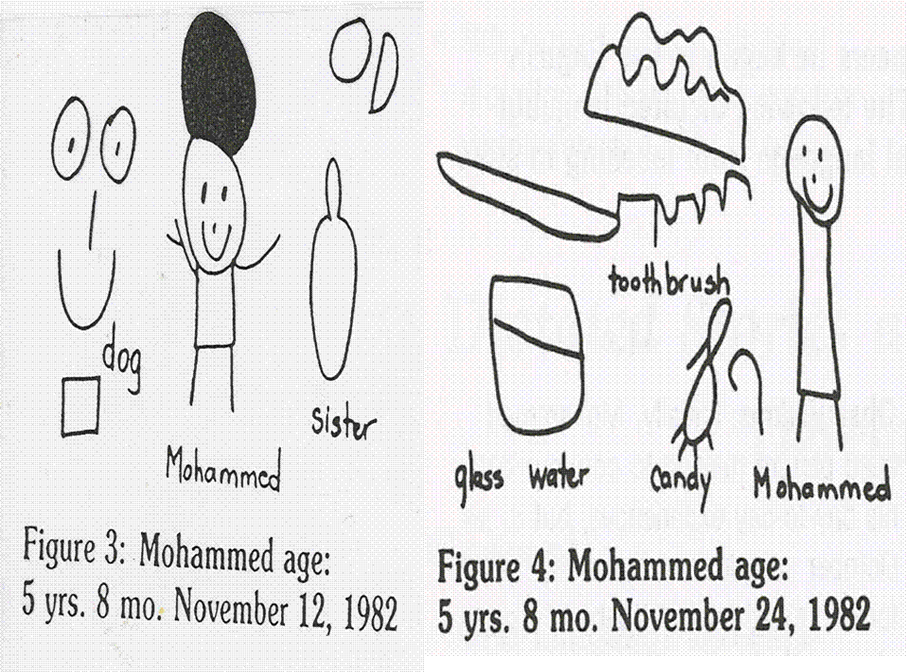 dog
sister
Mohammed
Figure 3: Mohammed age:
5 yrs. 8 mo. November 12, 1982
toothbrush
glass water
candy
Mohammed
Figure 4: Mohammed age:
5 yrs. 8 mo. November 24, 1982